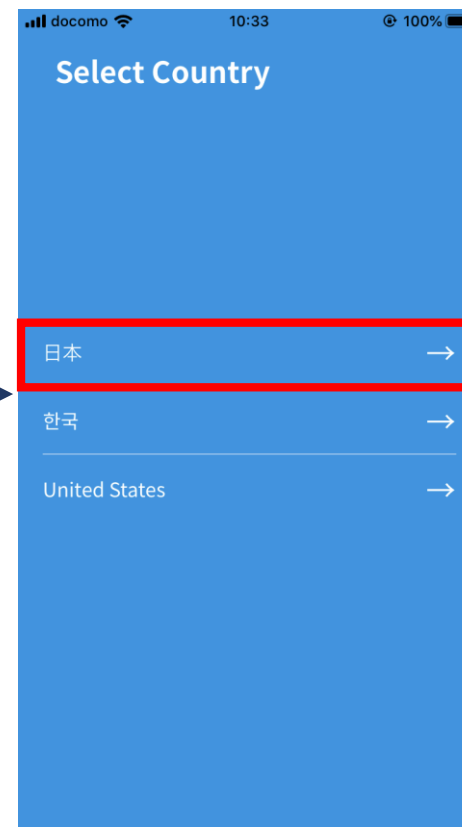 docomo 10:33 100%
Select Country
日本
한국
United States